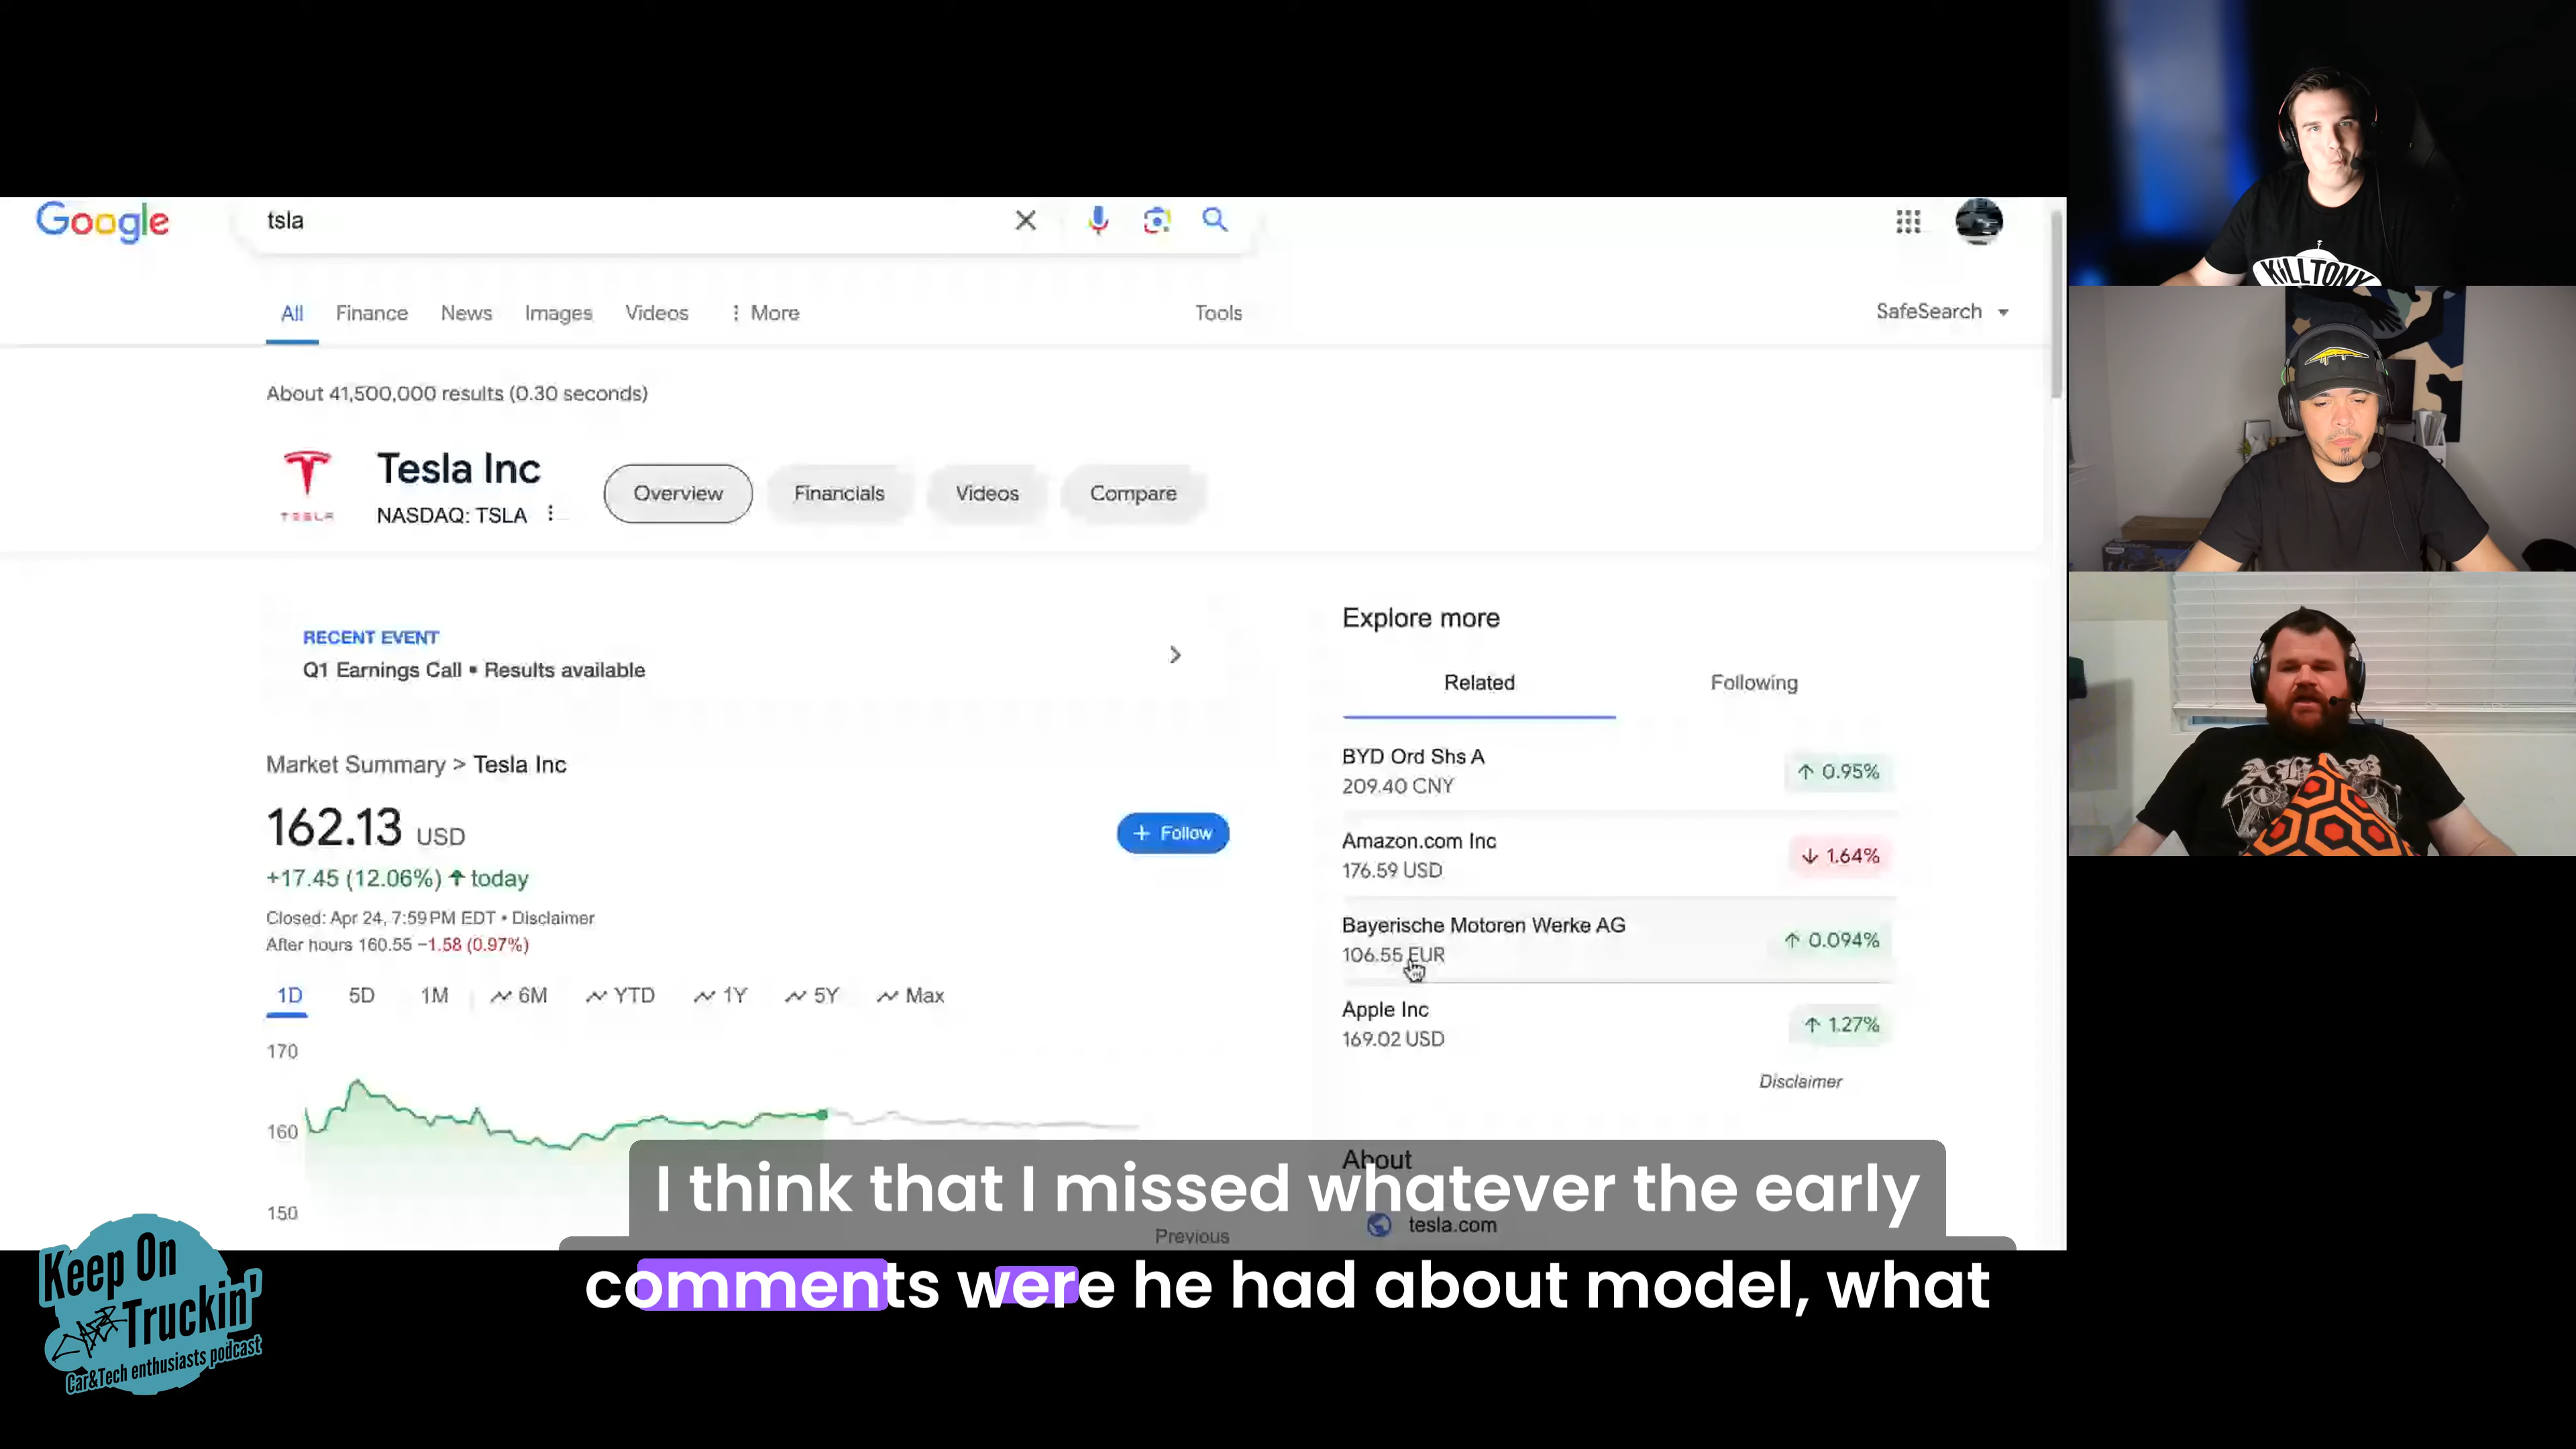 Google
tsla
All Finance News Images Videos More Tools SafeSearch
About 41,500,000 results (0.30 seconds)
TESLA
Tesla Inc
NASDAQ: TSLA
Overview Financials Videos Compare
RECENT EVENT
Q1 Earnings Call • Results available
Market Summary > Tesla Inc
162.13 USD
+17.45 (12.06%) ↑ today
+ Follow
Closed: Apr 24, 7:59 PM EDT • Disclaimer
After hours 160.55 −1.58 (0.97%)
1D 5D 1M 6M YTD 1Y 5Y Max
170
160
150
Previous
Explore more
Related Following
BYD Ord Shs A
209.40 CNY
↑ 0.95%
Amazon.com Inc
176.59 USD
↓ 1.64%
Bayerische Motoren Werke AG
106.55 EUR
↑ 0.094%
Apple Inc
169.02 USD
↑ 1.27%
Disclaimer
About
tesla.com
I think that I missed whatever the early
comments were he had about model, what
Keep On
Truckin'
Car&Tech enthusiasts podcast
KILL TONY